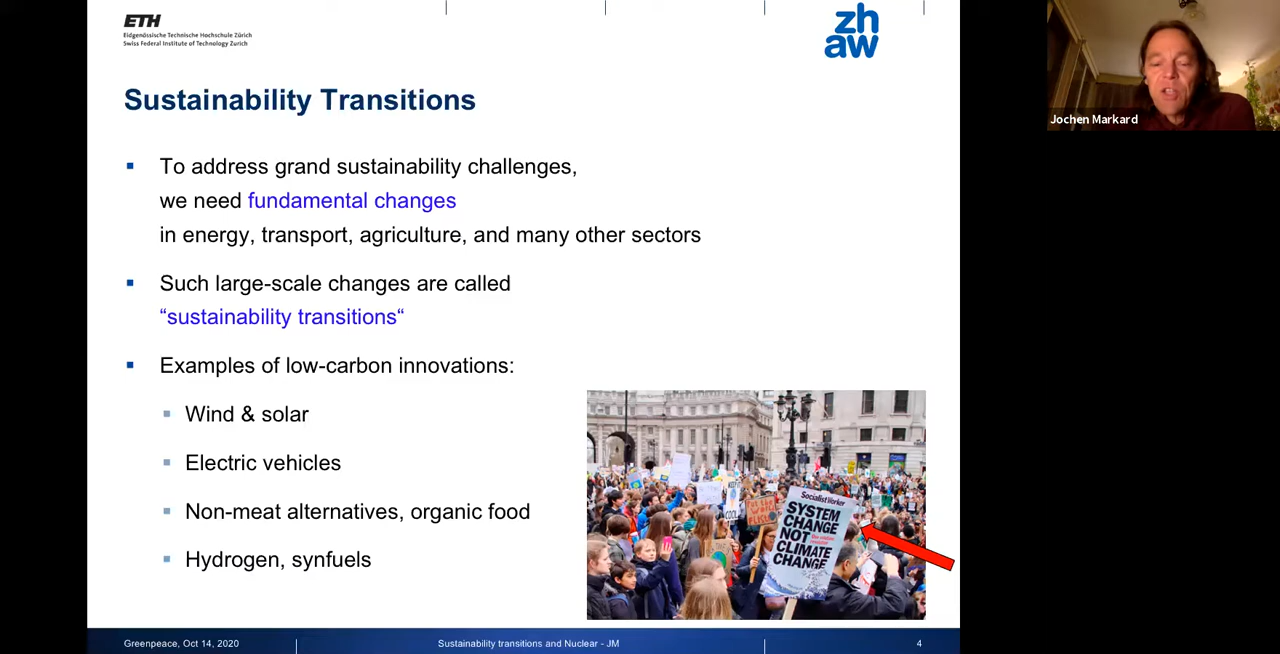 ETH
Eidgenössische Technische Hochschule Zürich
Swiss Federal Institute of Technology Zurich
zh
aw
Jochen Markard
Sustainability Transitions
To address grand sustainability challenges,
we need fundamental changes
in energy, transport, agriculture, and many other sectors
Such large-scale changes are called
“sustainability transitions“
Examples of low-carbon innovations:
Wind & solar
Electric vehicles
Non-meat alternatives, organic food
Hydrogen, synfuels
Socialist Worker
SYSTEM
CHANGE
NOT
CLIMATE
CHANGE
Greenpeace, Oct 14, 2020
Sustainability transitions and Nuclear - JM
4